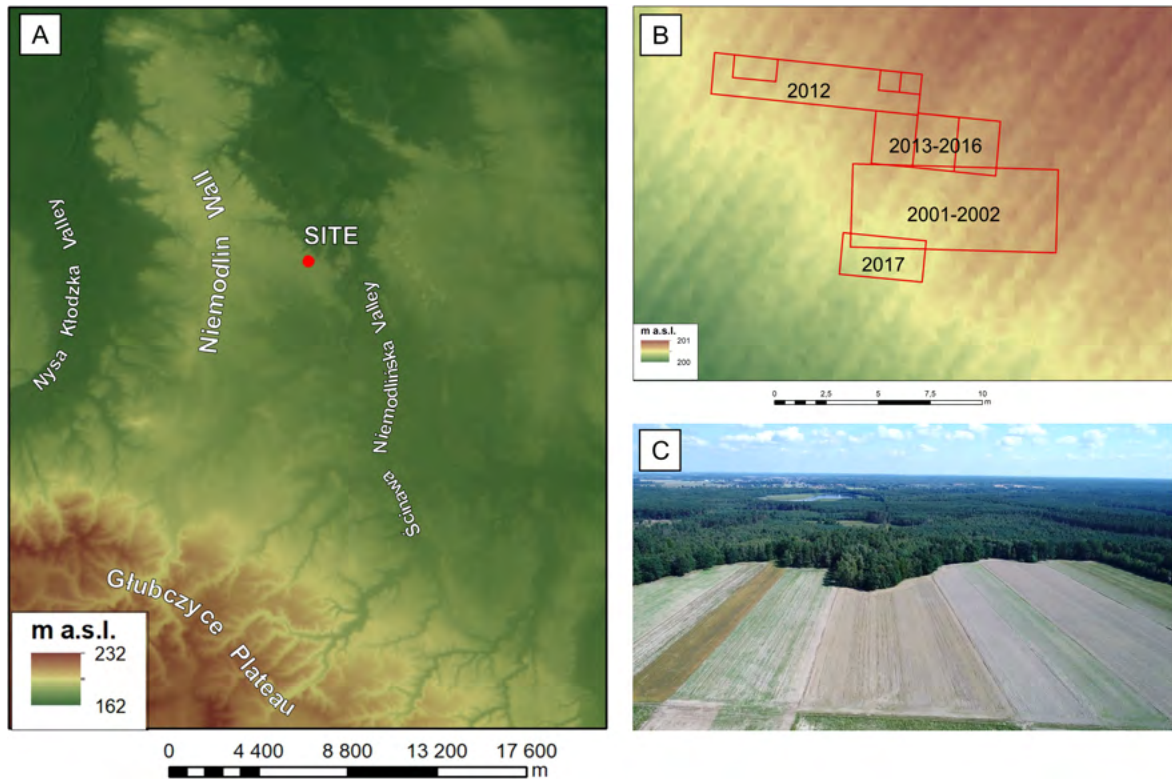 A
Nysa Kłodzka Valley
Niemodlin Wall
SITE
Ścinawa Niemodlińska Valley
Głubczyce Plateau
m a.s.l.
232
162
0 4 400 8 800 13 200 17 600
m
B
2012
2013-2016
2001-2002
2017
m a.s.l.
201
200
0 2,5 5 7,5 10
m
C